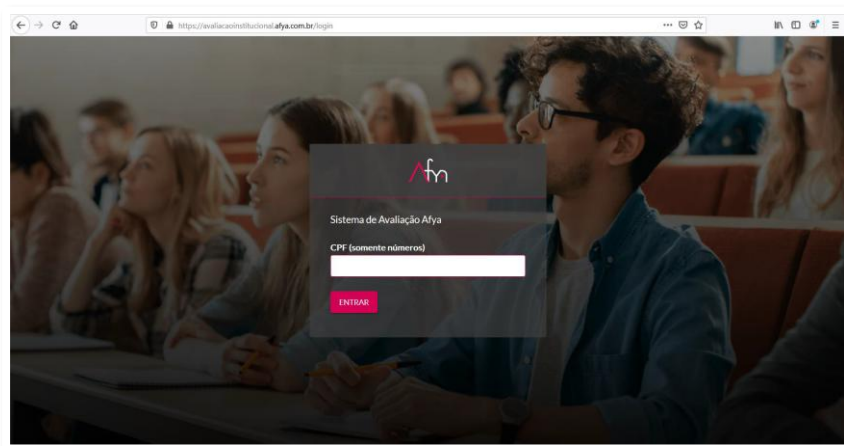 https://avaliacaoinstitucional.afya.com.br/login
Afya
Sistema de Avaliação Afya
CPF (somente números)
ENTRAR